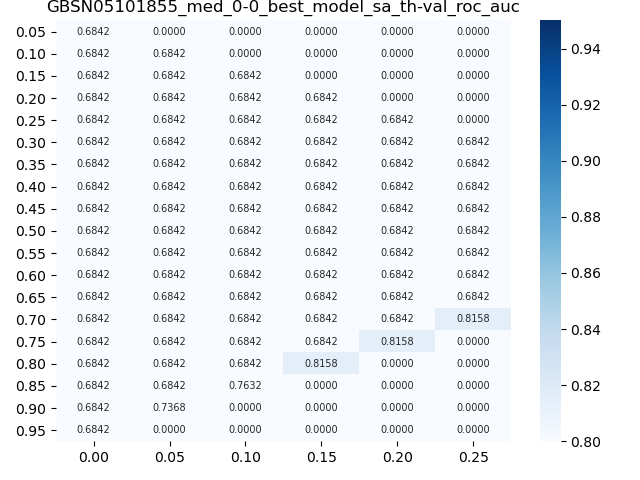 GBSN05101855_med_0-0_best_model_sa_th-val_roc_auc
0.05 0.6842 0.0000 0.0000 0.0000 0.0000 0.0000
0.10 0.6842 0.6842 0.0000 0.0000 0.0000 0.0000
0.15 0.6842 0.6842 0.6842 0.0000 0.0000 0.0000
0.20 0.6842 0.6842 0.6842 0.6842 0.0000 0.0000
0.25 0.6842 0.6842 0.6842 0.6842 0.6842 0.0000
0.30 0.6842 0.6842 0.6842 0.6842 0.6842 0.6842
0.35 0.6842 0.6842 0.6842 0.6842 0.6842 0.6842
0.40 0.6842 0.6842 0.6842 0.6842 0.6842 0.6842
0.45 0.6842 0.6842 0.6842 0.6842 0.6842 0.6842
0.50 0.6842 0.6842 0.6842 0.6842 0.6842 0.6842
0.55 0.6842 0.6842 0.6842 0.6842 0.6842 0.6842
0.60 0.6842 0.6842 0.6842 0.6842 0.6842 0.6842
0.65 0.6842 0.6842 0.6842 0.6842 0.6842 0.6842
0.70 0.6842 0.6842 0.6842 0.6842 0.6842 0.8158
0.75 0.6842 0.6842 0.6842 0.6842 0.8158 0.0000
0.80 0.6842 0.6842 0.6842 0.8158 0.0000 0.0000
0.85 0.6842 0.6842 0.7632 0.0000 0.0000 0.0000
0.90 0.6842 0.7368 0.0000 0.0000 0.0000 0.0000
0.95 0.6842 0.0000 0.0000 0.0000 0.0000 0.0000
0.00 0.05 0.10 0.15 0.20 0.25
0.94
0.92
0.90
0.88
0.86
0.84
0.82
0.80